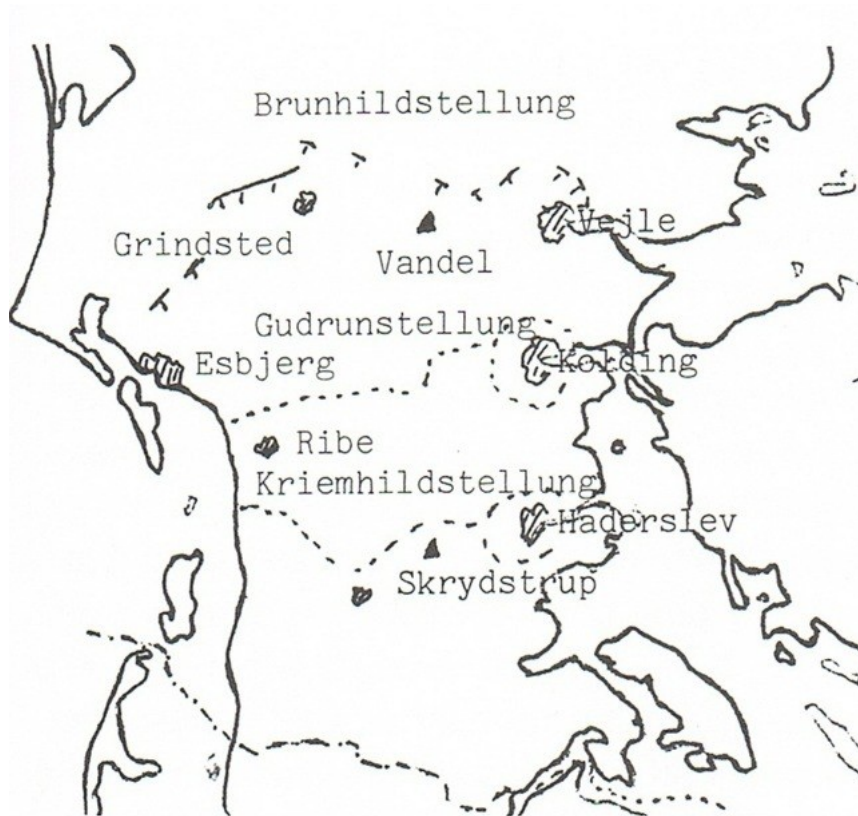 Brunhildstellung
Vejle
Grindsted
Vandel
Gudrunstellung
Kolding
Esbjerg
Ribe
Kriemhildstellung
Haderslev
Skrydstrup